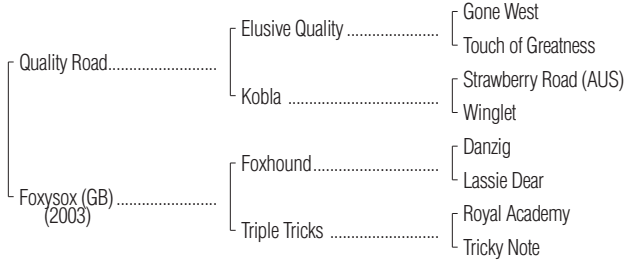 Gone West
Elusive Quality ........................
Touch of Greatness
Quality Road...........................
Strawberry Road (AUS)
Kobla .......................................
Winglet
Danzig
Foxhound.................................
Lassie Dear
Foxysox (GB) .........................
(2003)
Royal Academy
Triple Tricks ............................
Tricky Note